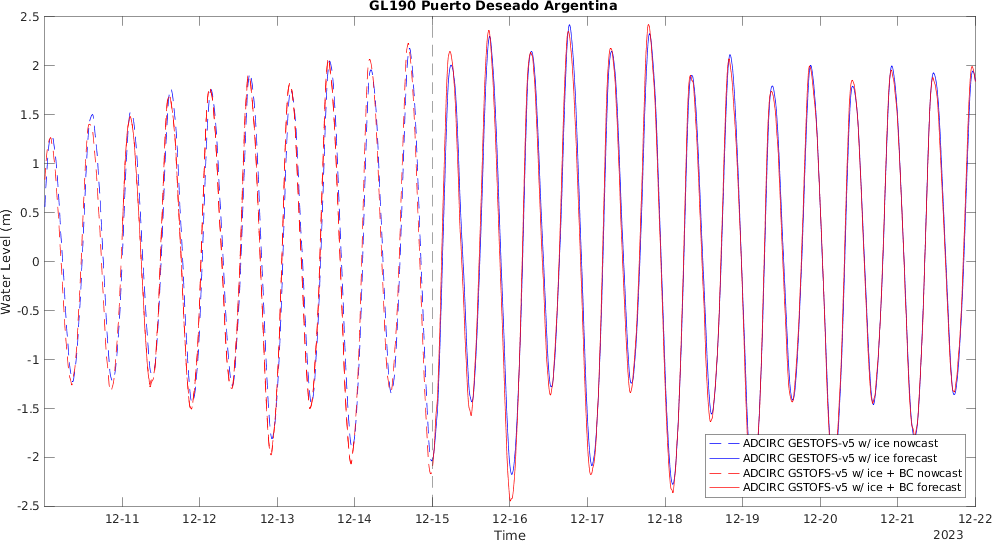 GL190 Puerto Deseado Argentina
2.5
2
1.5
1
0.5
0
-0.5
-1
-1.5
-2
-2.5
Water Level (m)
12-11 12-12 12-13 12-14 12-15 12-16 12-17 12-18 12-19 12-20 12-21 12-22
Time
2023
ADCIRC GESTOFS-v5 w/ ice nowcast
ADCIRC GESTOFS-v5 w/ ice forecast
ADCIRC GSTOFS-v5 w/ ice + BC nowcast
ADCIRC GSTOFS-v5 w/ ice + BC forecast